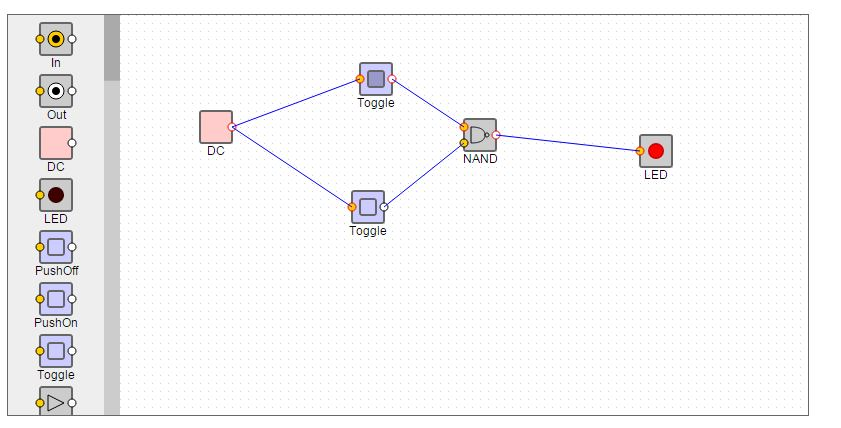 In
Out
DC
LED
PushOff
PushOn
Toggle
Toggle
DC
NAND
LED
Toggle